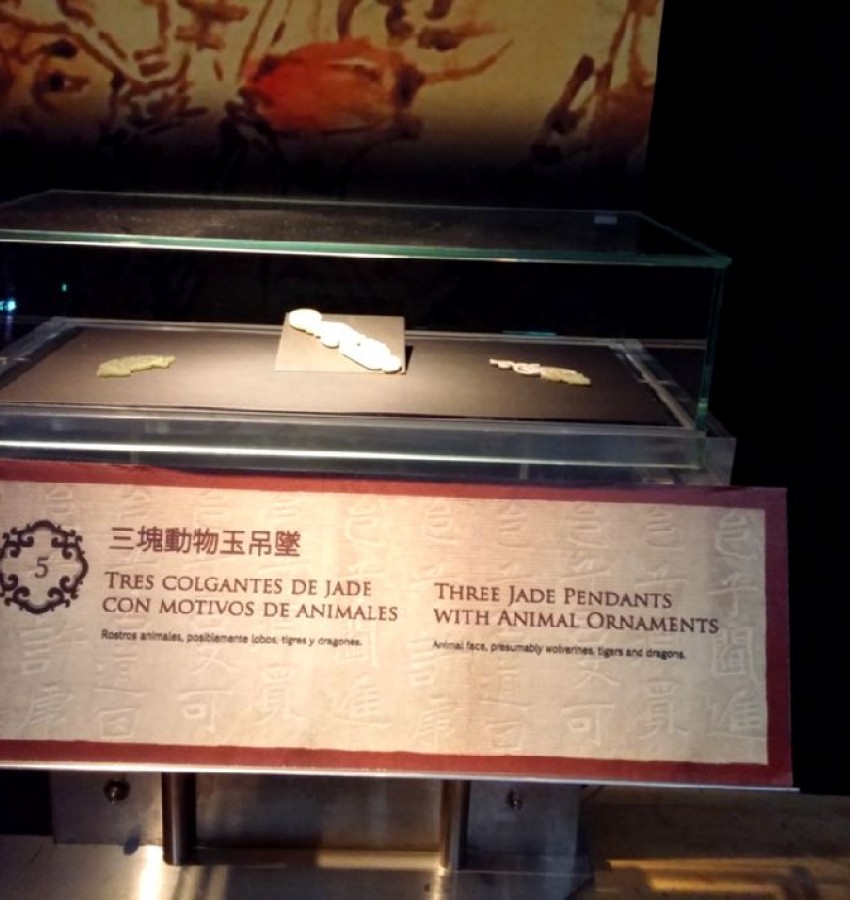 5
三塊動物玉吊墜
TRES COLGANTES DE JADE
CON MOTIVOS DE ANIMALES
Rostros animales, posiblemente lobos, tigres y dragones.
THREE JADE PENDANTS
WITH ANIMAL ORNAMENTS
Animal face, presumably wolverines, tigers and dragons.